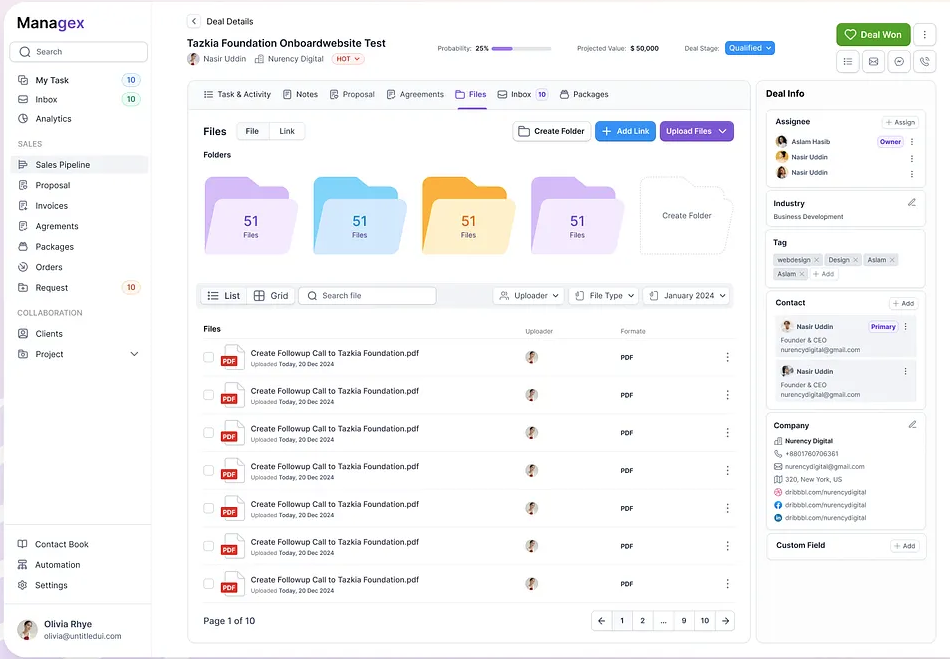 Managex
Search
My Task 10
Inbox 10
Analytics
SALES
Sales Pipeline
Proposal
Invoices
Agrements
Packages
Orders
Request 10
COLLABORATION
Clients
Project
Contact Book
Automation
Settings
Olivia Rhye
olivia@untitledui.com
Deal Details
Tazkia Foundation Onboardwebsite Test
Nasir Uddin Nurency Digital HOT
Probability: 25% Projected Value: $ 50,000 Deal Stage: Qualified
Deal Won
Task & Activity Notes Proposal Agreements Files Inbox 10 Packages
Files File Link Create Folder Add Link Upload Files
Folders
51 51 51 51
Files Files Files Files
Create Folder
List Grid Search file Uploader File Type January 2024
Files Uploader Formate
PDF Create Followup Call to Tazkia Foundation.pdf PDF
Uploaded Today, 20 Dec 2024
PDF Create Followup Call to Tazkia Foundation.pdf PDF
Uploaded Today, 20 Dec 2024
PDF Create Followup Call to Tazkia Foundation.pdf PDF
Uploaded Today, 20 Dec 2024
PDF Create Followup Call to Tazkia Foundation.pdf PDF
Uploaded Today, 20 Dec 2024
PDF Create Followup Call to Tazkia Foundation.pdf PDF
Uploaded Today, 20 Dec 2024
PDF Create Followup Call to Tazkia Foundation.pdf PDF
Uploaded Today, 20 Dec 2024
PDF Create Followup Call to Tazkia Foundation.pdf PDF
Uploaded Today, 20 Dec 2024
Page 1 of 10 1 2 ... 9 10
Deal Info
Assignee + Assign
Aslam Hasib Owner
Nasir Uddin
Nasir Uddin
Industry
Business Development
Tag
webdesign Design Aslam
Aslam + Add
Contact + Add
Nasir Uddin Primary
Founder & CEO
nurencydigital@gmail.com
Nasir Uddin
Founder & CEO
nurencydigital@gmail.com
Company
Nurency Digital
+8801760706361
nurencydigital@gmail.com
320, New York, US
dribbbl.com/nurencydigital
dribbbl.com/nurencydigital
dribbbl.com/nurencydigital
Custom Field + Add